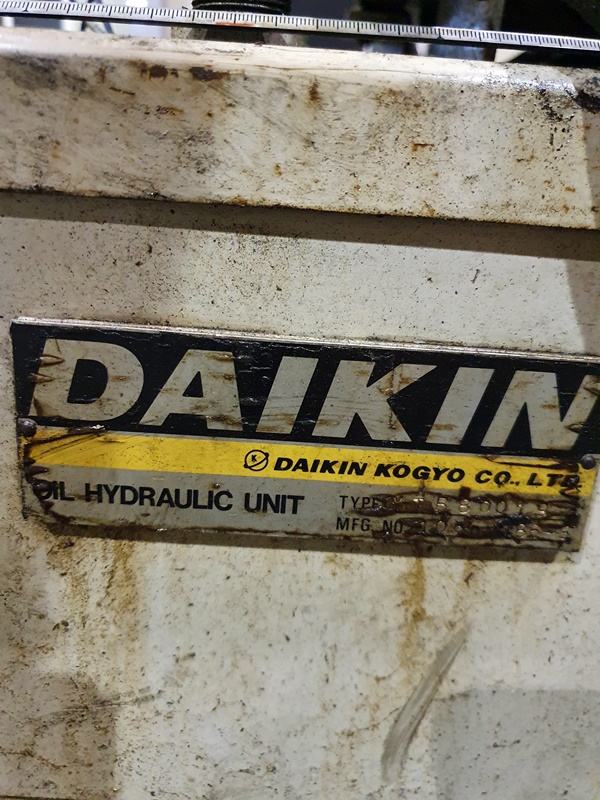 DAIKIN
DAIKIN KOGYO CO., LTD.
OIL HYDRAULIC UNIT
TYPE
MFG. NO.